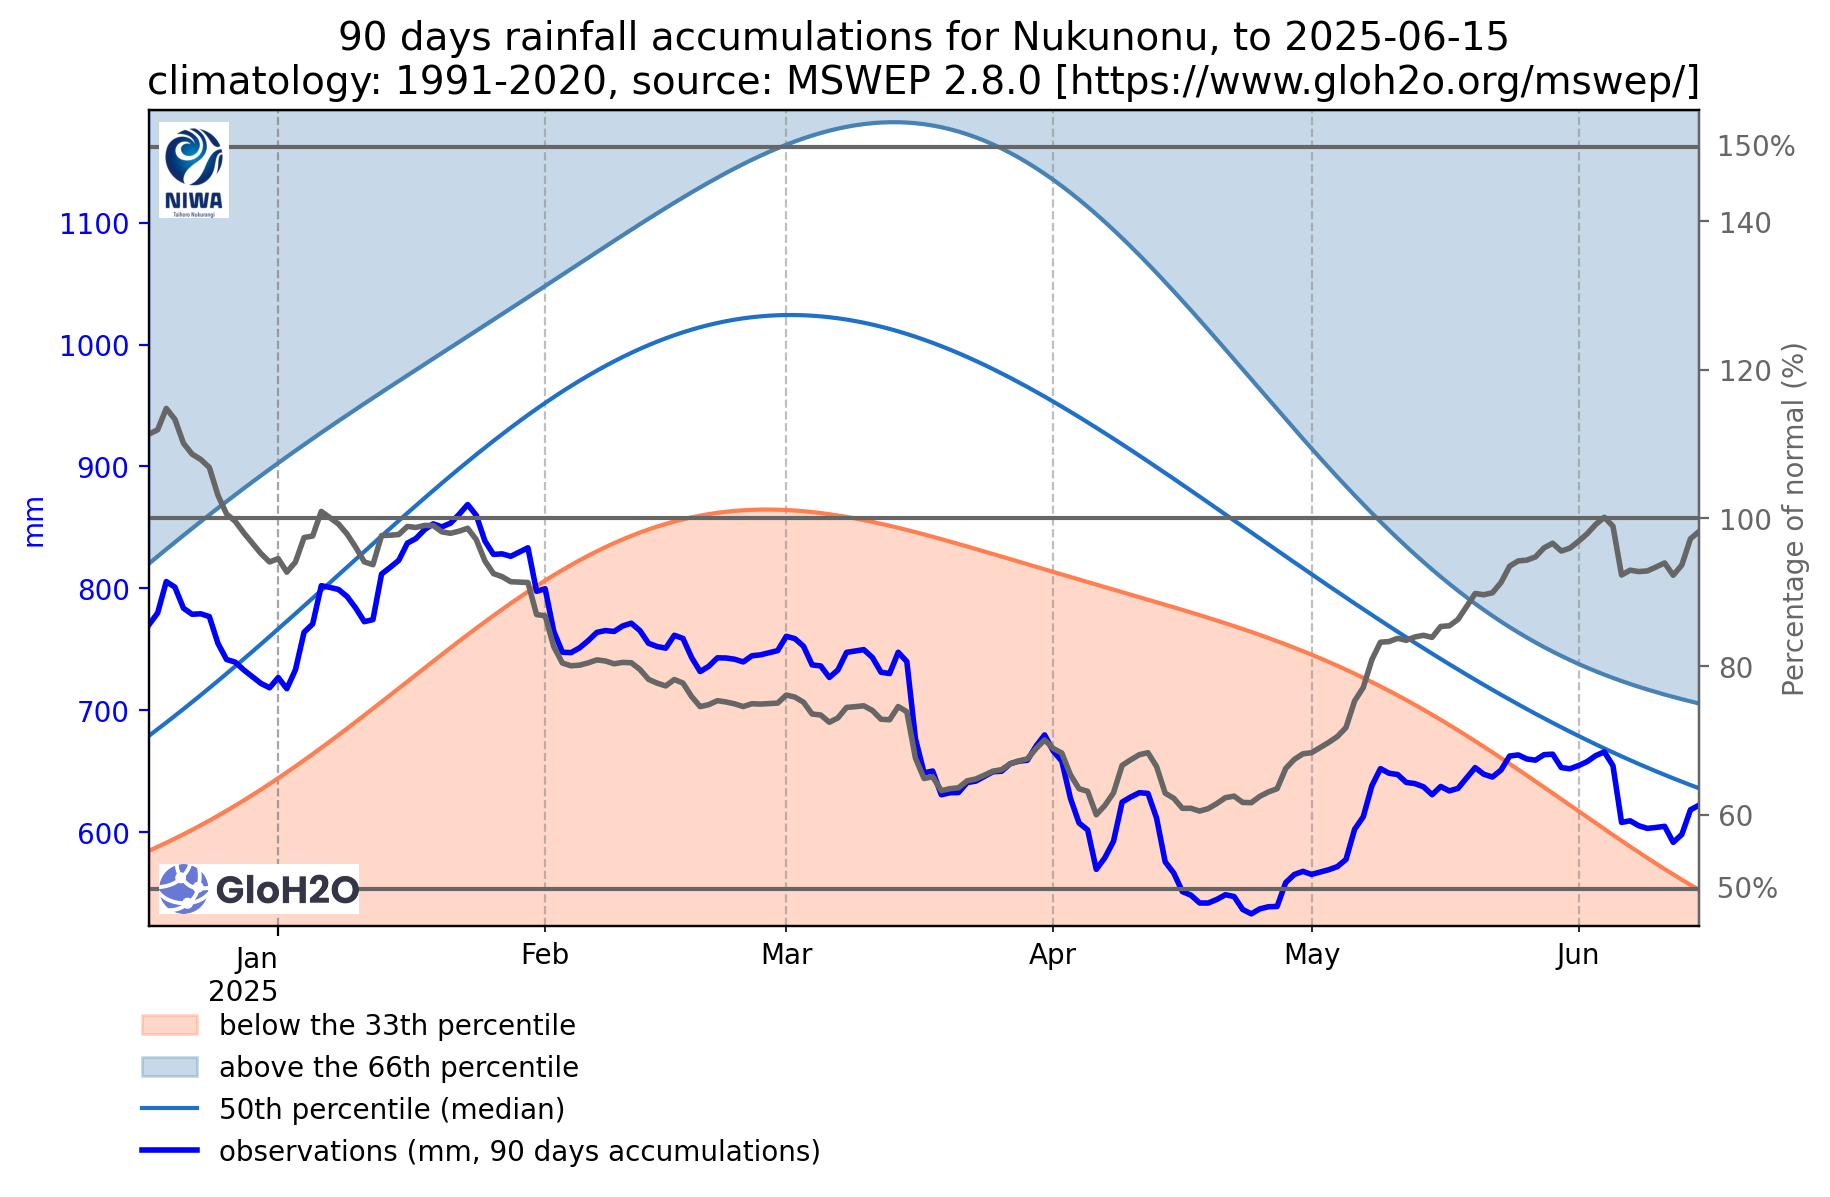 90 days rainfall accumulations for Nukunonu, to 2025-06-15
climatology: 1991-2020, source: MSWEP 2.8.0 [https://www.gloh2o.org/mswep/]
NIWA
Taihoro Nukurangi
1100
1000
900
800
700
600
mm
150%
140
120
100
80
60
50%
Percentage of normal (%)
GloH2O
Jan
2025
Feb
Mar
Apr
May
Jun
below the 33th percentile
above the 66th percentile
50th percentile (median)
observations (mm, 90 days accumulations)